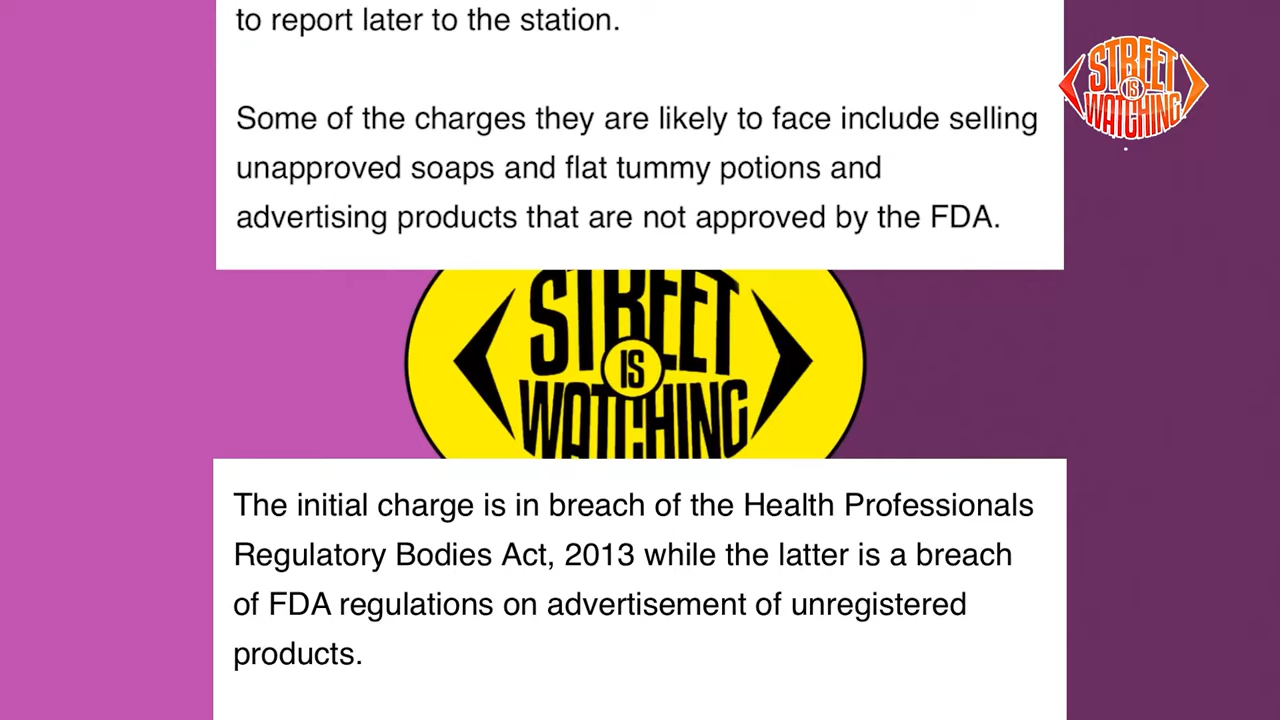 to report later to the station.
STREET
IS
WATCHING
Some of the charges they are likely to face include selling
unapproved soaps and flat tummy potions and
advertising products that are not approved by the FDA.
STREET
IS
WATCHING
The initial charge is in breach of the Health Professionals
Regulatory Bodies Act, 2013 while the latter is a breach
of FDA regulations on advertisement of unregistered
products.